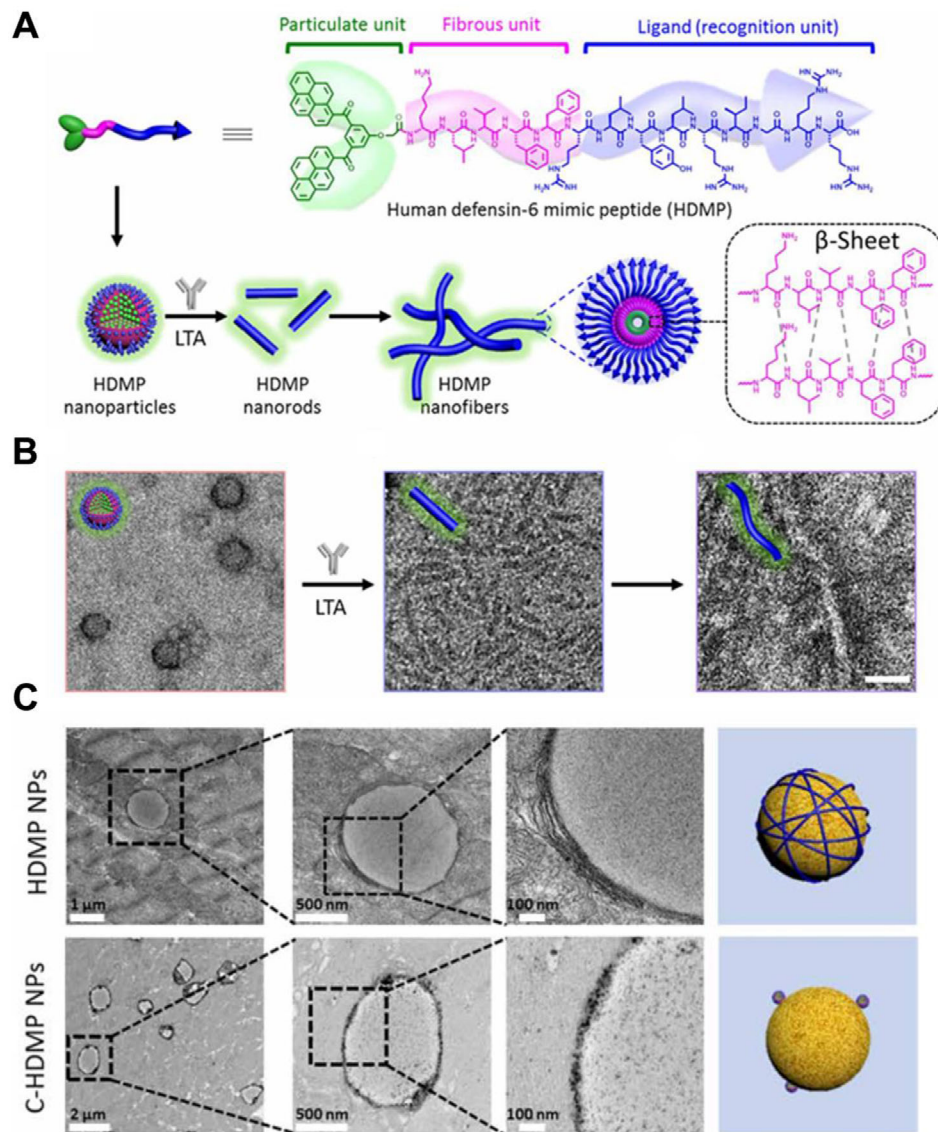 A
Particulate unit
Fibrous unit
Ligand (recognition unit)
Human defensin-6 mimic peptide (HDMP)
β-Sheet
LTA
HDMP
nanoparticles
HDMP
nanorods
HDMP
nanofibers
B
LTA
C
HDMP NPs
1 μm
500 nm
100 nm
C-HDMP NPs
2 μm
500 nm
100 nm